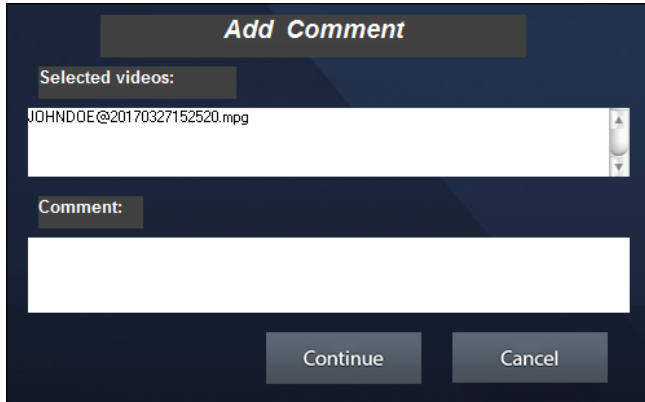 Add Comment
Selected videos:
JOHNDOE@20170327152520.mpg
Comment:
Continue Cancel